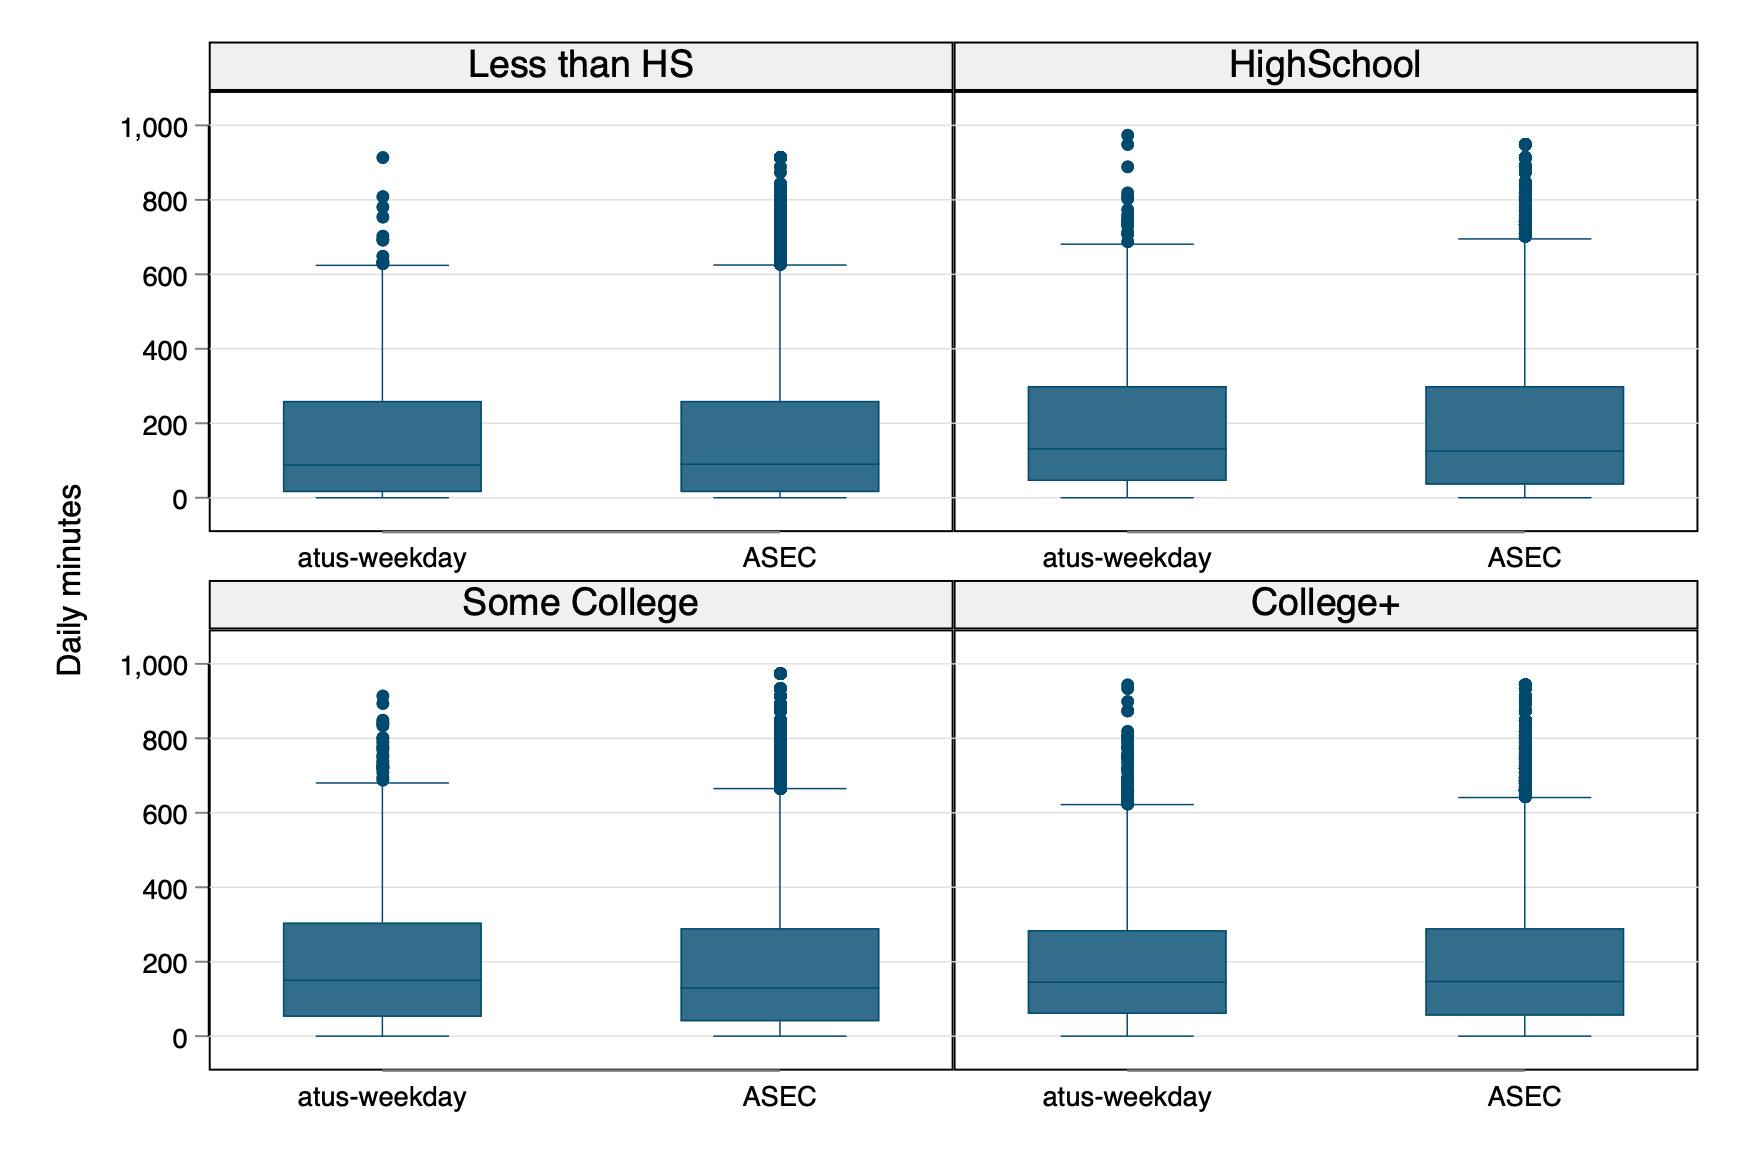 Less than HS
HighSchool
Daily minutes
1,000
800
600
400
200
0
atus-weekday
ASEC
atus-weekday
ASEC
Some College
College+
1,000
800
600
400
200
0
atus-weekday
ASEC
atus-weekday
ASEC